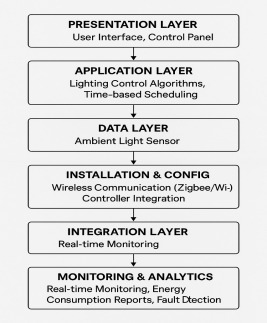 PRESENTATION LAYER
User Interface, Control Panel
APPLICATION LAYER
Lighting Control Algorithms,
Time-based Scheduling
DATA LAYER
Ambient Light Sensor
INSTALLATION & CONFIG
Wireless Communication (Zigbee/Wi-)
Controller Integration
INTEGRATION LAYER
Real-time Monitoring
MONITORING & ANALYTICS
Real-time Monitoring, Energy
Consumption Reports, Fault Dtection